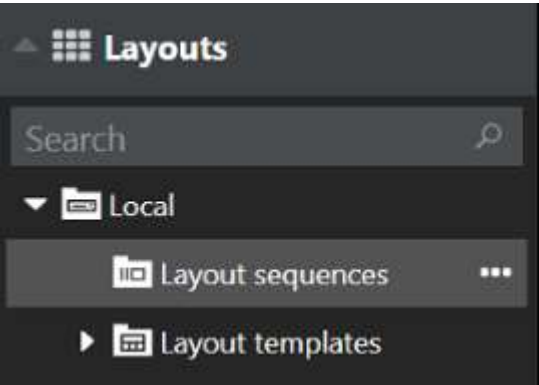 Layouts
Search
Local
Layout sequences
Layout templates